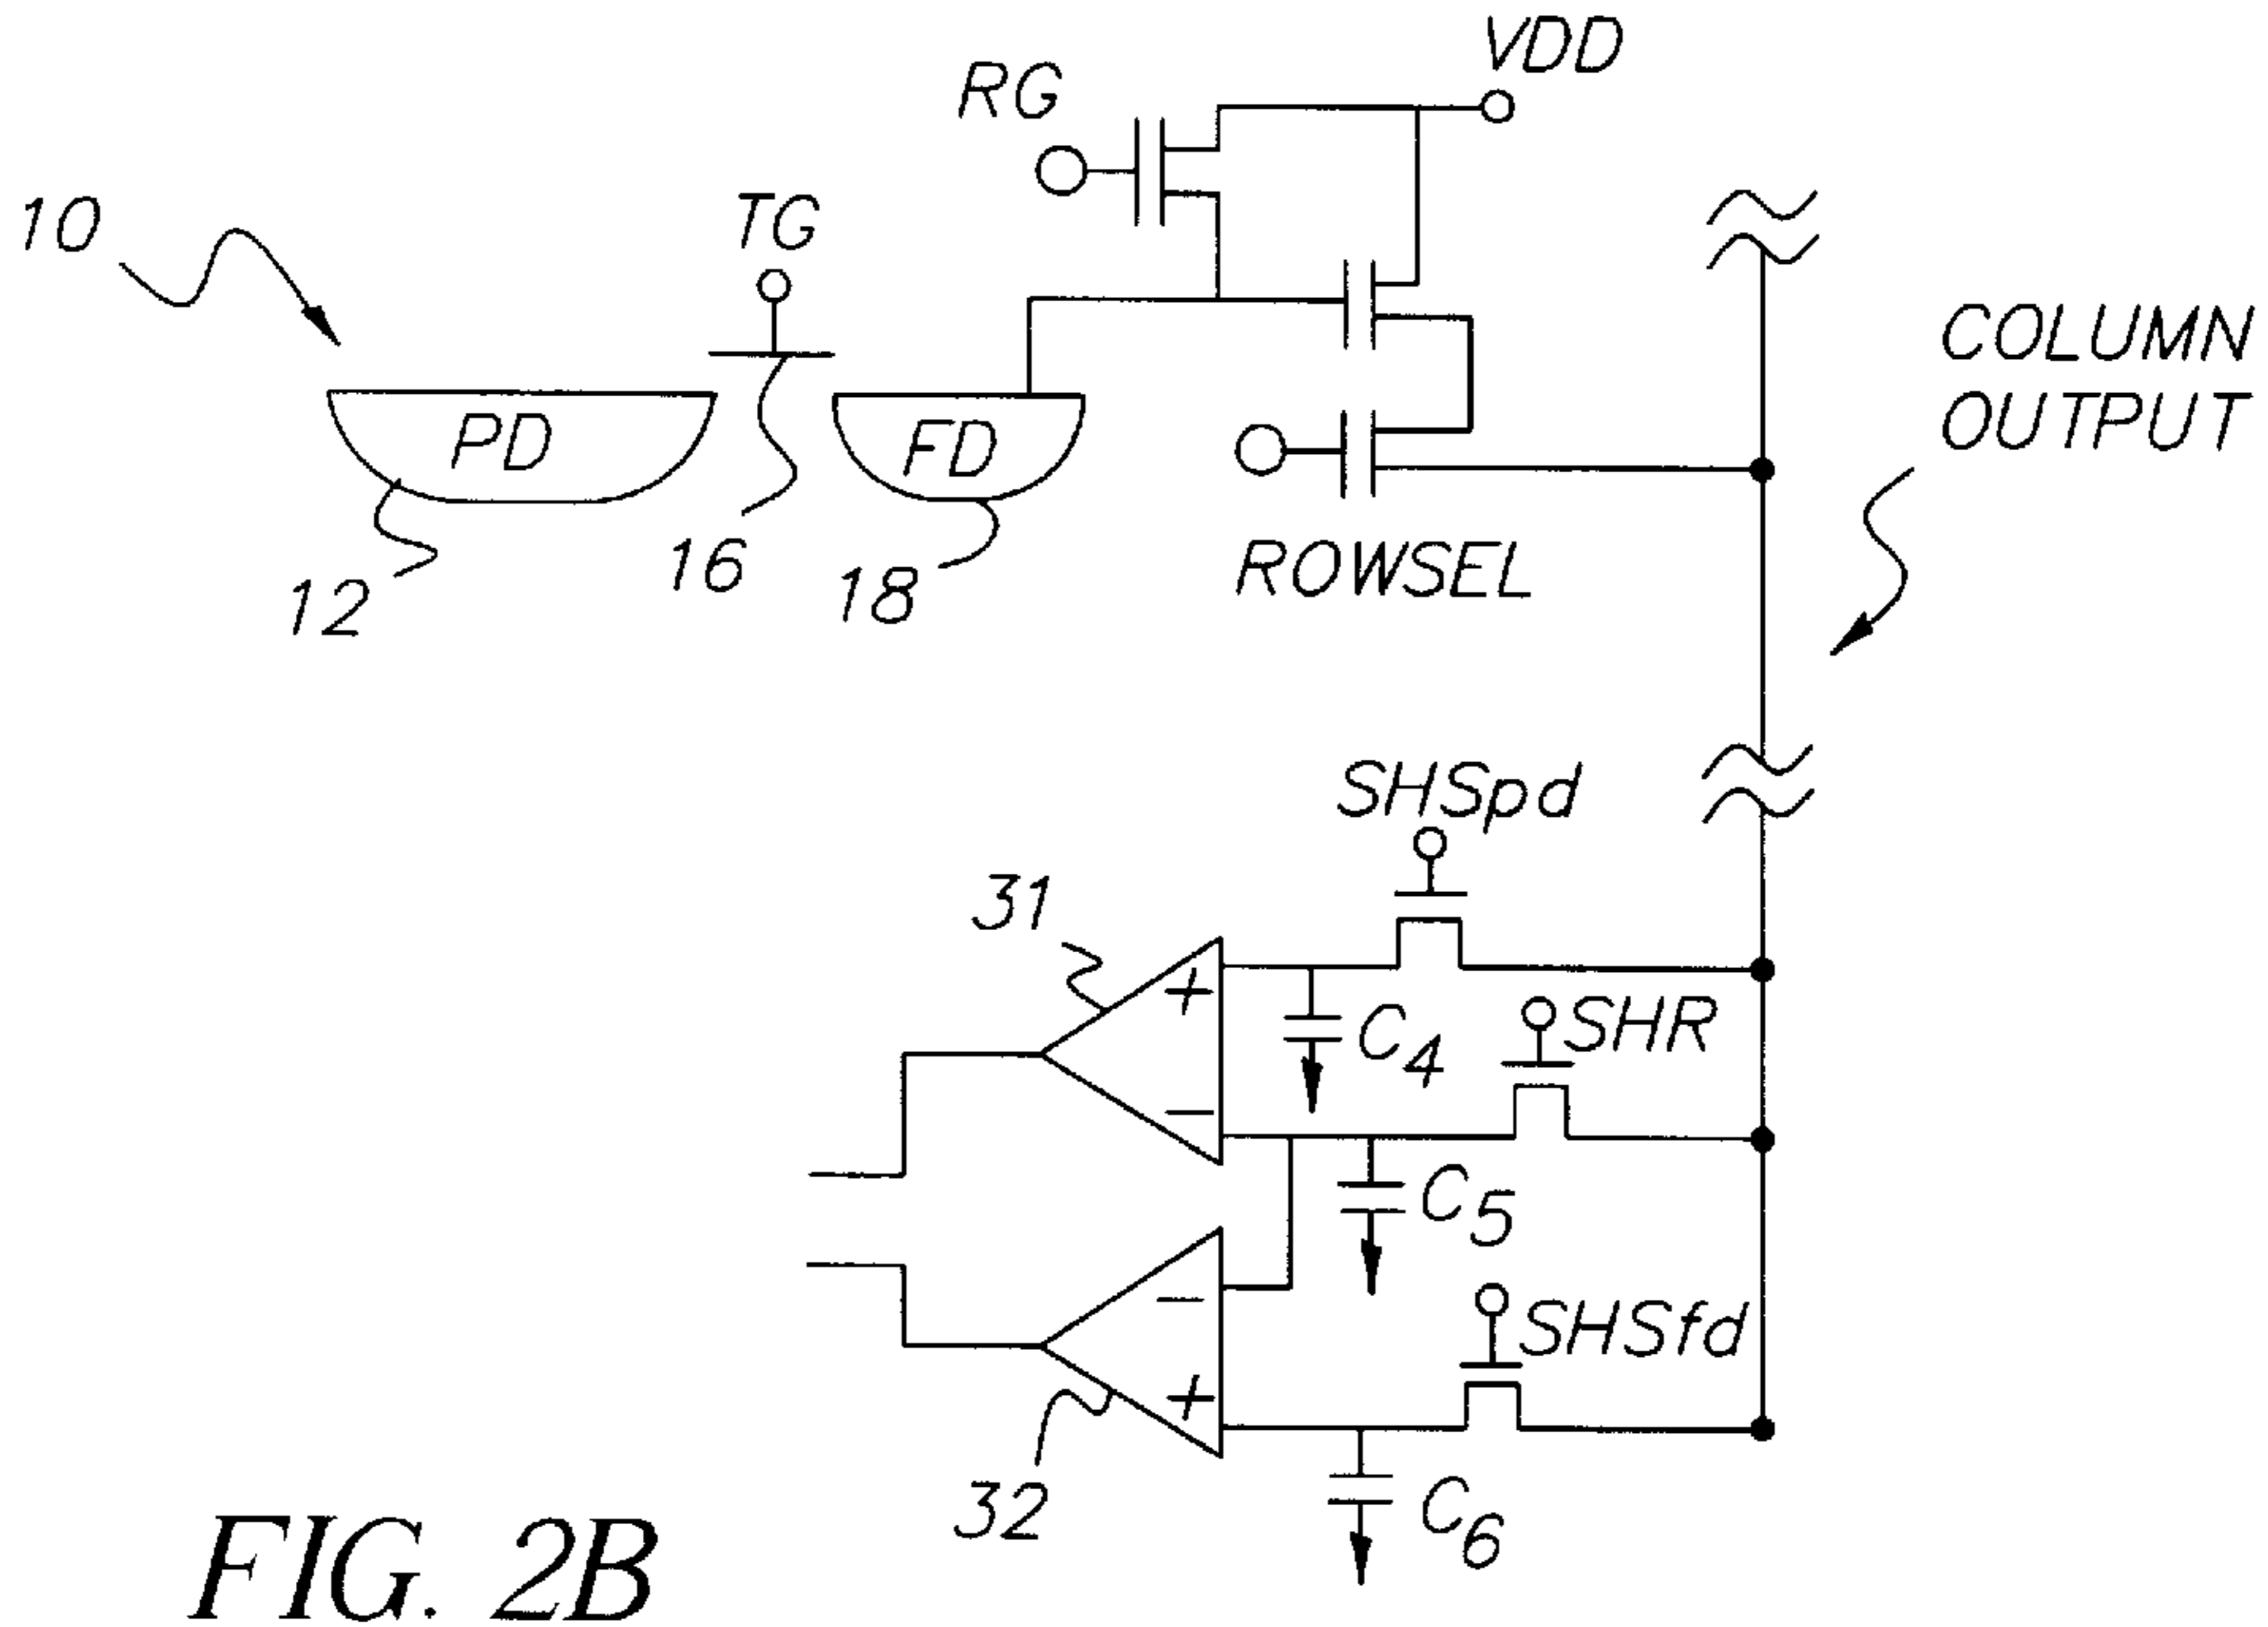 VDD
RG
10
TG
COLUMN
OUTPUT
PD
FD
16
18
12
ROWSEL
SHSpd
31
+
C4
SHR
−
C5
−
SHSfd
+
32
C6
FIG. 2B